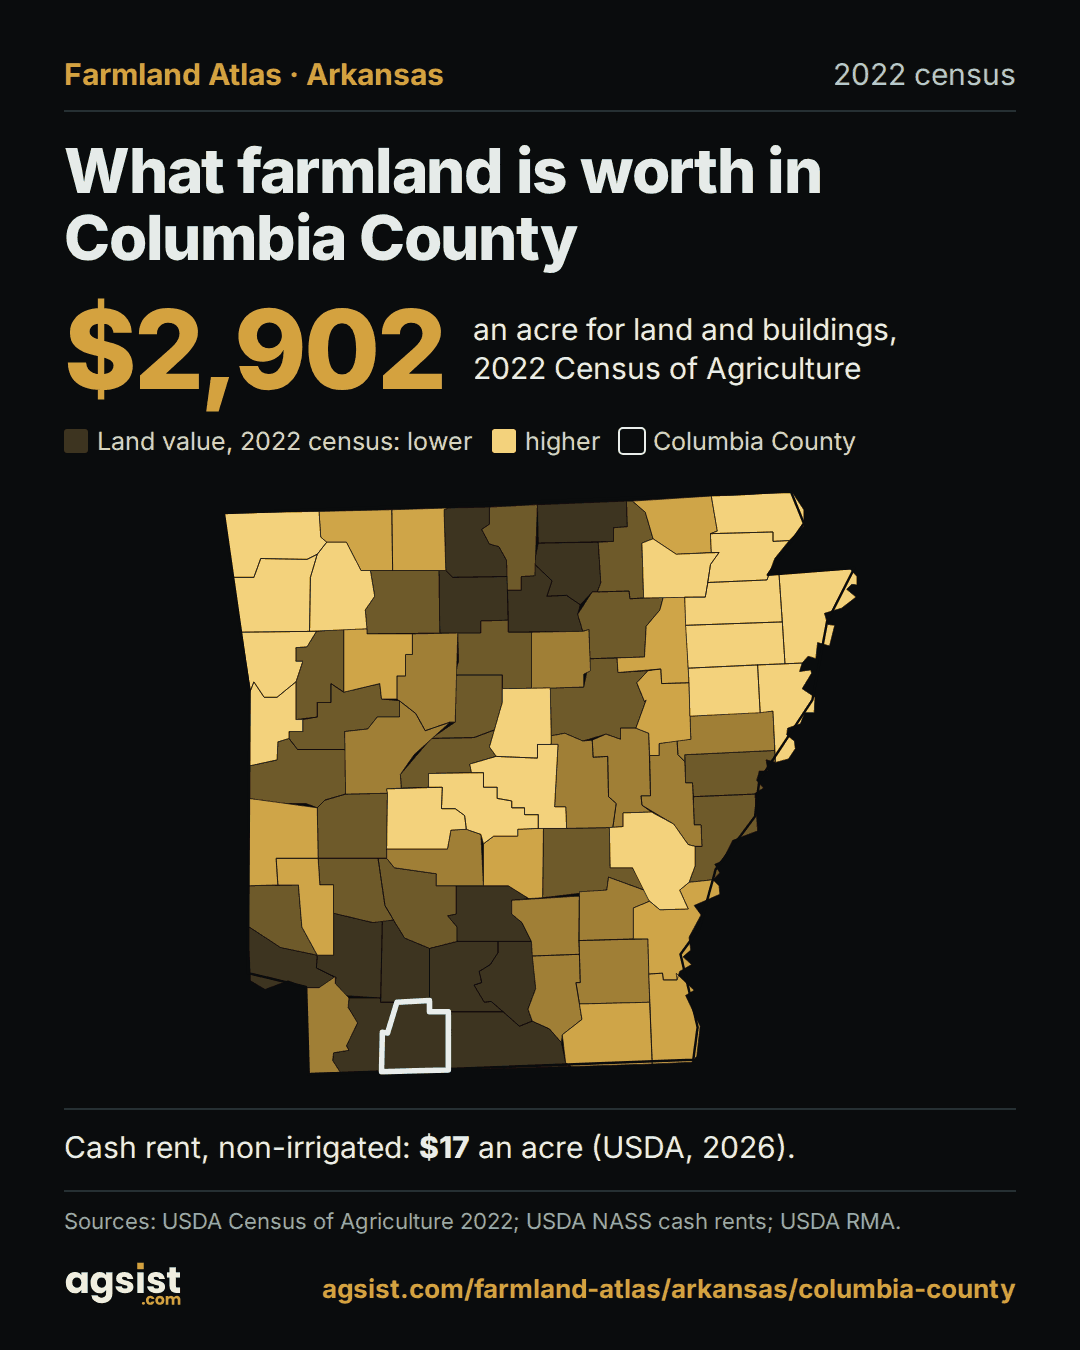 Farmland Atlas · Arkansas
2022 census
What farmland is worth in
Columbia County
$2,902
an acre for land and buildings,
2022 Census of Agriculture
Land value, 2022 census: lower
higher
Columbia County
Cash rent, non-irrigated: $17 an acre (USDA, 2026).
Sources: USDA Census of Agriculture 2022; USDA NASS cash rents; USDA RMA.
agsist
.com
agsist.com/farmland-atlas/arkansas/columbia-county